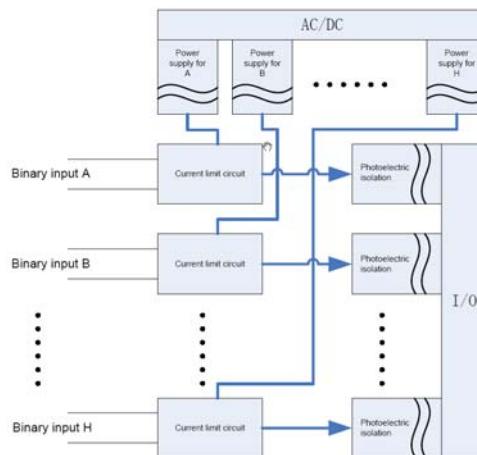 AC/DC
Power
supply for
A
Power
supply for
B
Power
supply for
H
Binary input A
Current limit circuit
Photoelectric
isolation
Binary input B
Current limit circuit
Photoelectric
isolation
I/O
Binary input H
Current limit circuit
Photoelectric
isolation